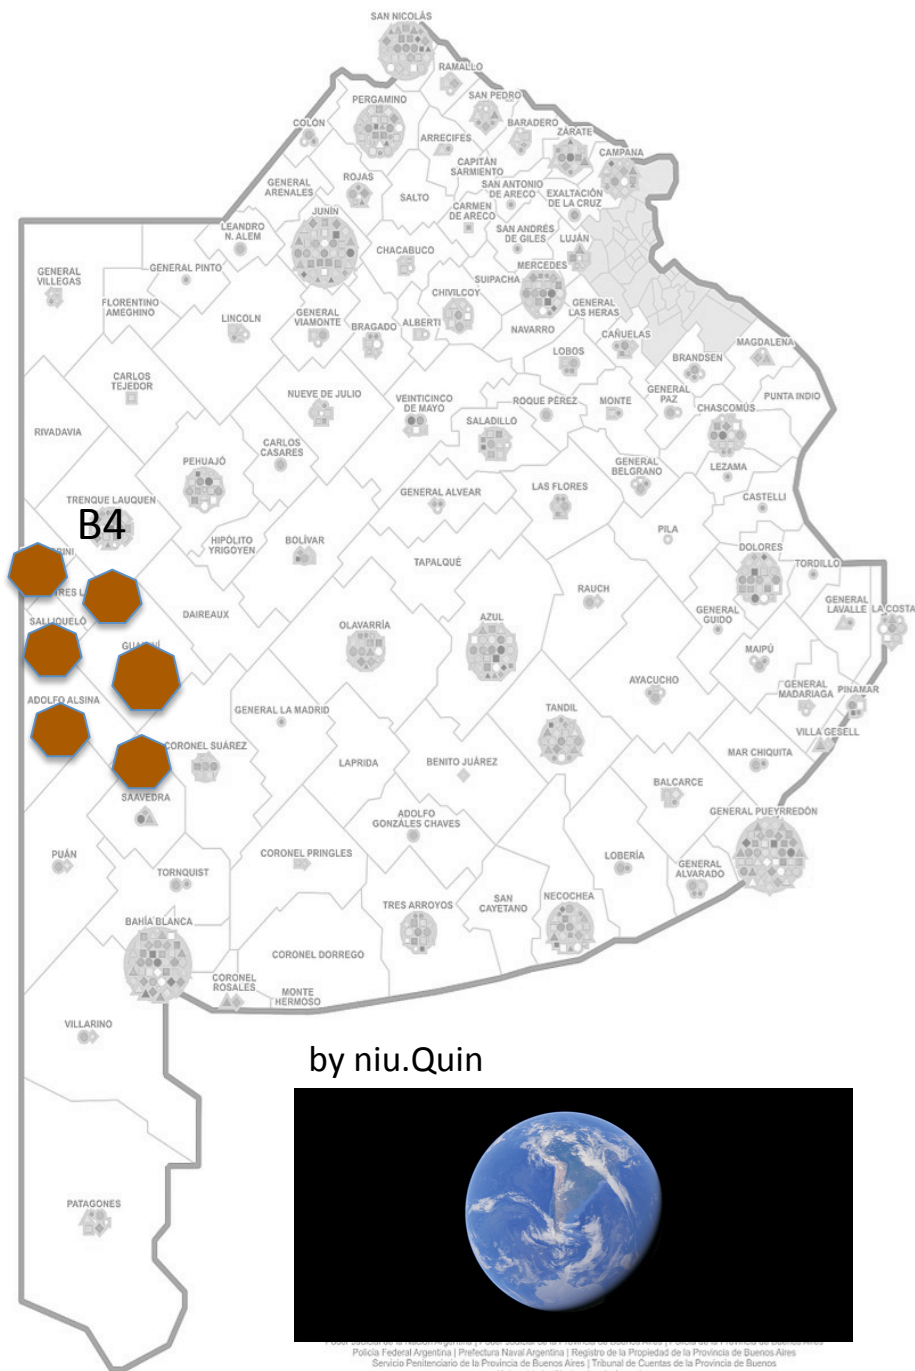 SAN NICOLÁS
RAMALLO
SAN PEDRO
PERGAMINO
BARADERO
COLÓN
ZÁRATE
ARRECIFES
CAMPANA
CAPITÁN
SARMIENTO
ROJAS
GENERAL
ARENALES
SAN ANTONIO
DE ARECO
EXALTACIÓN
DE LA CRUZ
SALTO
CARMEN
DE ARECO
JUNÍN
LEANDRO
N. ALEM
SAN ANDRÉS
DE GILES
LUJÁN
CHACABUCO
MERCEDES
GENERAL PINTO
GENERAL
VILLEGAS
SUIPACHA
CHIVILCOY
FLORENTINO
AMEGHINO
GENERAL
LAS HERAS
LINCOLN
GENERAL
VIAMONTE
BRAGADO
ALBERTI
NAVARRO
CAÑUELAS
MAGDALENA
LOBOS
BRANDSEN
CARLOS
TEJEDOR
NUEVE DE JULIO
GENERAL
PAZ
PUNTA INDIO
VEINTICINCO
DE MAYO
ROQUE PÉREZ
MONTE
CHASCOMÚS
SALADILLO
RIVADAVIA
CARLOS
CASARES
PEHUAJÓ
GENERAL
BELGRANO
LEZAMA
LAS FLORES
GENERAL ALVEAR
TRENQUE LAUQUEN
CASTELLI
B4
PILA
HIPÓLITO
YRIGOYEN
BOLÍVAR
DOLORES
TAPALQUÉ
TORDILLO
RAUCH
GENERAL
LAVALLE
LA COSTA
DAIREAUX
GENERAL
GUIDO
SALLIQUELÓ
OLAVARRÍA
AZUL
MAIPÚ
AYACUCHO
GENERAL
MADARIAGA
PINAMAR
ADOLFO ALSINA
GENERAL LA MADRID
TANDIL
VILLA GESELL
CORONEL SUÁREZ
MAR CHIQUITA
LAPRIDA
BENITO JUÁREZ
BALCARCE
SAAVEDRA
GENERAL PUEYRREDÓN
ADOLFO
GONZÁLES CHAVES
PUÁN
CORONEL PRINGLES
LOBERÍA
GENERAL
ALVARADO
TORNQUIST
SAN
CAYETANO
NECOCHEA
TRES ARROYOS
BAHÍA BLANCA
CORONEL DORREGO
CORONEL
ROSALES
MONTE
HERMOSO
VILLARINO
by niu.Quin
PATAGONES
Policía Federal Argentina | Prefectura Naval Argentina | Registro de la Propiedad de la Provincia de Buenos Aires
Servicio Penitenciario de la Provincia de Buenos Aires | Tribunal de Cuentas de la Provincia de Buenos